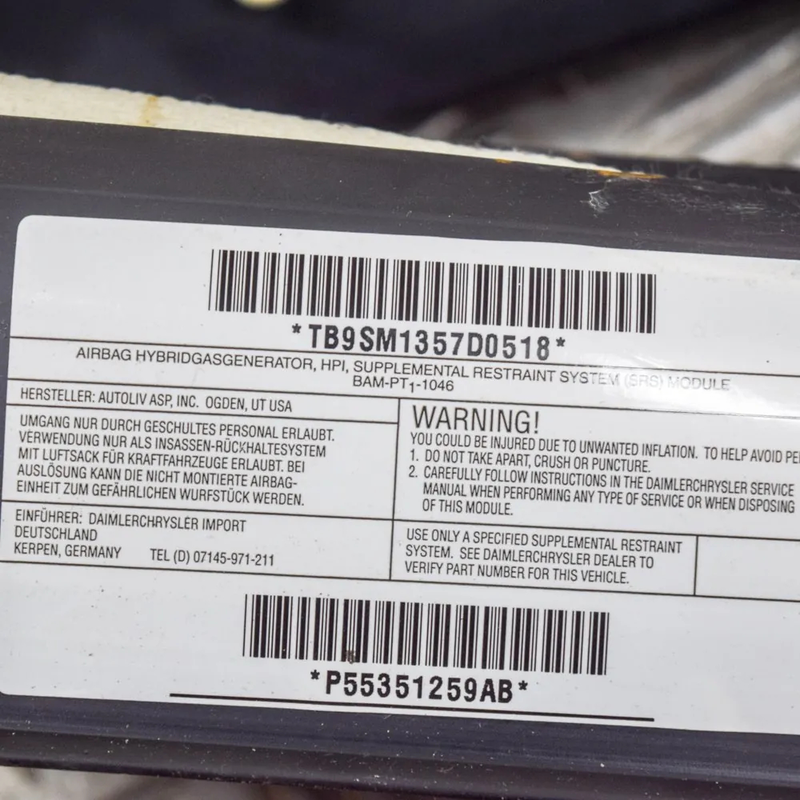 *TB9SM1357D0518*
AIRBAG HYBRIDGASGENERATOR, HPI, SUPPLEMENTAL RESTRAINT SYSTEM (SRS) MODULE
BAM-PT1-1046
HERSTELLER: AUTOLIV ASP, INC. OGDEN, UT USA
UMGANG NUR DURCH GESCHULTES PERSONAL ERLAUBT.
VERWENDUNG NUR ALS INSASSEN-RÜCKHALTESYSTEM
MIT LUFTSACK FÜR KRAFTFAHRZEUGE ERLAUBT. BEI
AUSLÖSUNG KANN DIE NICHT MONTIERTE AIRBAG-
EINHEIT ZUM GEFÄHRLICHEN WURFSTÜCK WERDEN.
EINFÜHRER: DAIMLERCHRYSLER IMPORT
DEUTSCHLAND
KERPEN, GERMANY TEL (D) 07145-971-211
WARNING!
YOU COULD BE INJURED DUE TO UNWANTED INFLATION. TO HELP AVOID PE
1. DO NOT TAKE APART, CRUSH OR PUNCTURE.
2. CAREFULLY FOLLOW INSTRUCTIONS IN THE DAIMLERCHRYSLER SERVICE
MANUAL WHEN PERFORMING ANY TYPE OF SERVICE OR WHEN DISPOSING
OF THIS MODULE.
USE ONLY A SPECIFIED SUPPLEMENTAL RESTRAINT
SYSTEM. SEE DAIMLERCHRYSLER DEALER TO
VERIFY PART NUMBER FOR THIS VEHICLE.
*P55351259AB*